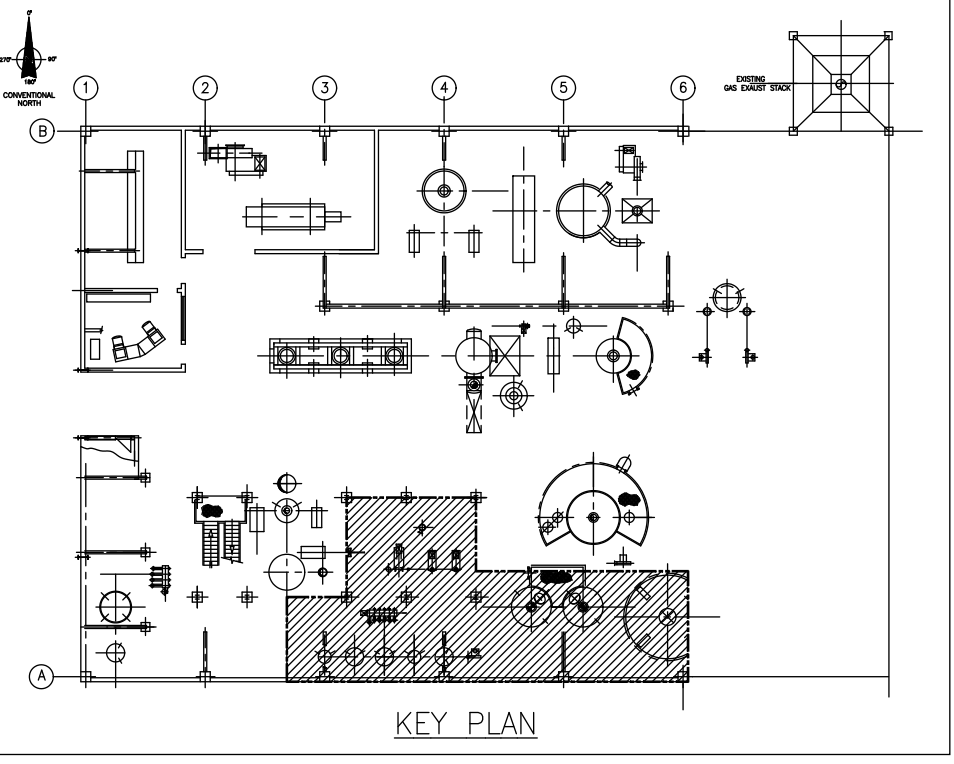 0°
270°
90°
180°
CONVENTIONAL
NORTH
1
2
3
4
5
6
EXISTING
GAS EXAUST STACK
B
A
KEY PLAN